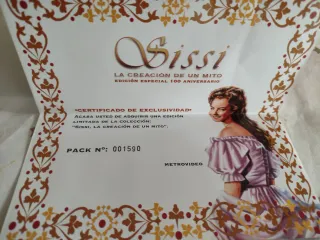 Sissi
LA CREACIÓN DE UN MITO
EDICIÓN ESPECIAL 100 ANIVERSARIO
"CERTIFICADO DE EXCLUSIVIDAD"
ACABA USTED DE ADQUIRIR UNA EDICIÓN
LIMITADA DE LA COLECCIÓN:
"SISSI, LA CREACIÓN DE UN MITO".
PACK Nº: 001590
METROVIDEO